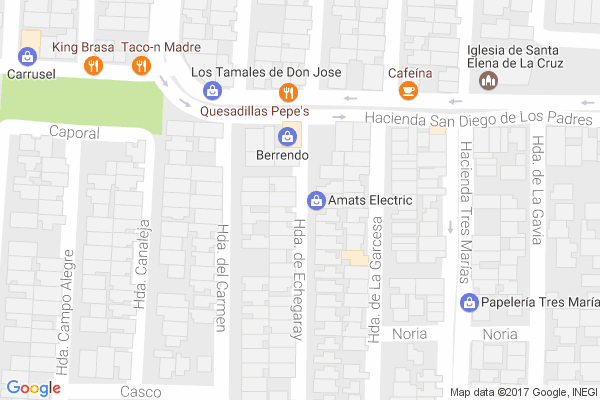 King Brasa
Taco-n Madre
Iglesia de Santa
Elena de La Cruz
Carrusel
Los Tamales de Don Jose
Cafeína
Quesadillas Pepe's
Hacienda San Diego de Los Padres
Caporal
Berrendo
Amats Electric
Hda. Campo Alegre
Hda. Canaleja
Hda. del Carmen
Hda. de Echegaray
Hda. de La Glacesa
Hacienda Tres Marías
Hda. de La Gavia
Papelería Tres María
Noria
Noria
Casco
Google
Map data ©2017 Google, INEGI